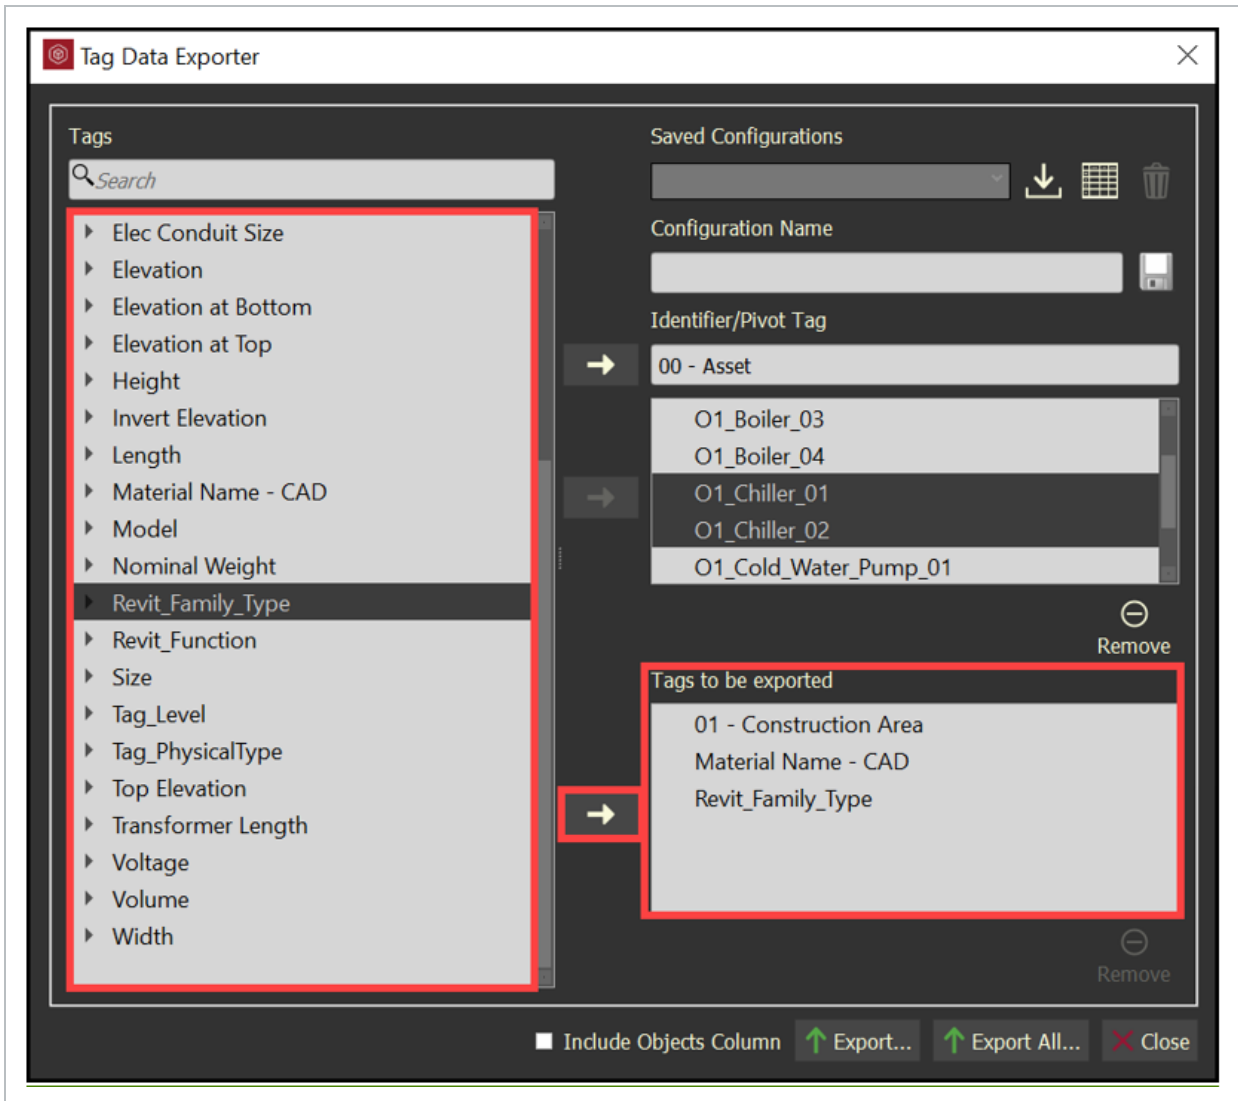 Tag Data Exporter
Tags
Search
Elec Conduit Size
Elevation
Elevation at Bottom
Elevation at Top
Height
Invert Elevation
Length
Material Name - CAD
Model
Nominal Weight
Revit_Family_Type
Revit_Function
Size
Tag_Level
Tag_PhysicalType
Top Elevation
Transformer Length
Voltage
Volume
Width
Saved Configurations
Configuration Name
Identifier/Pivot Tag
00 - Asset
O1_Boiler_03
O1_Boiler_04
O1_Chiller_01
O1_Chiller_02
O1_Cold_Water_Pump_01
Remove
Tags to be exported
01 - Construction Area
Material Name - CAD
Revit_Family_Type
Remove
Include Objects Column
Export...
Export All...
Close